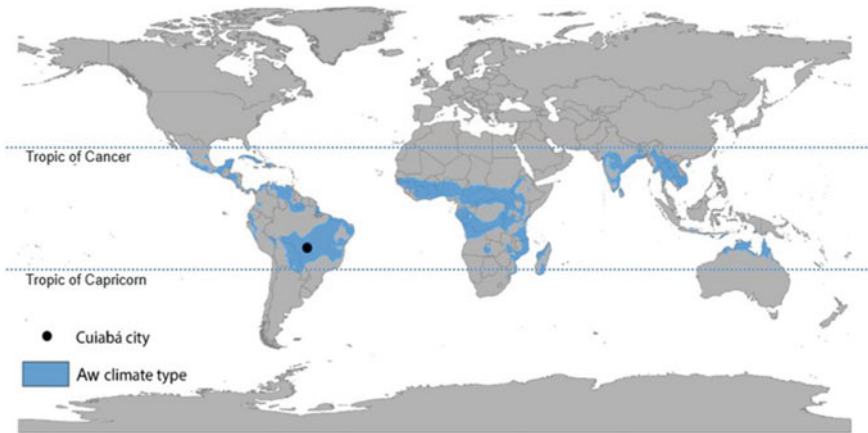 Tropic of Cancer
Tropic of Capricorn
Cuiabá city
Aw climate type